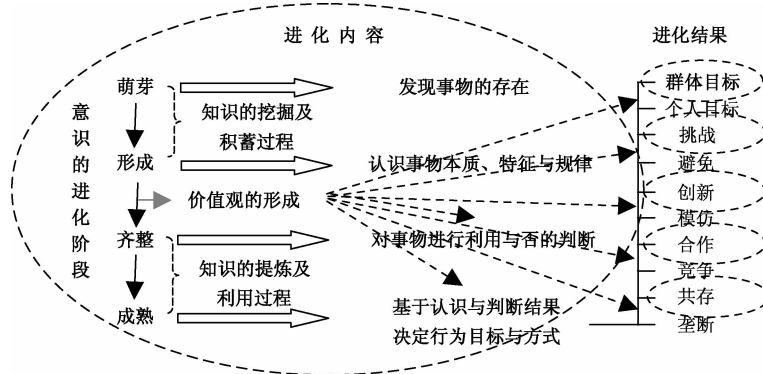 进化内容
进化结果
意识的进化阶段
萌芽
形成
齐整
成熟
知识的挖掘及
积蓄过程
价值观的形成
知识的提炼及
利用过程
发现事物的存在
认识事物本质、特征与规律
对事物进行利用与否的判断
基于认识与判断结果
决定行为目标与方式
群体目标
个人目标
挑战
避免
创新
模仿
合作
竞争
共存
垄断